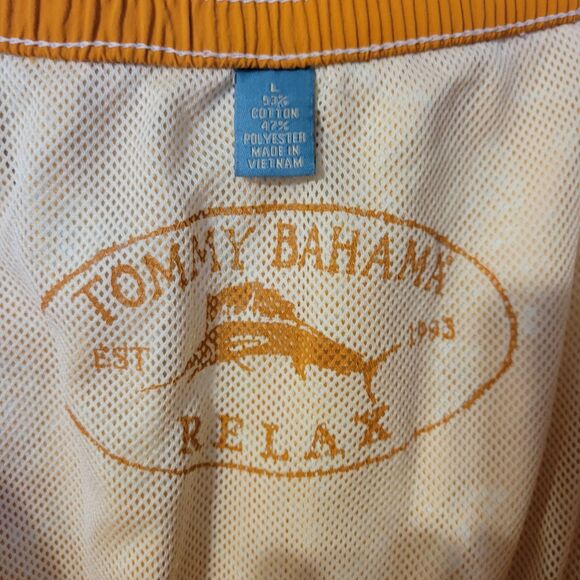 L
53%
COTTON
47%
POLYESTER
MADE IN
VIETNAM
TOMMY BAHAMA
EST 1993
RELAX